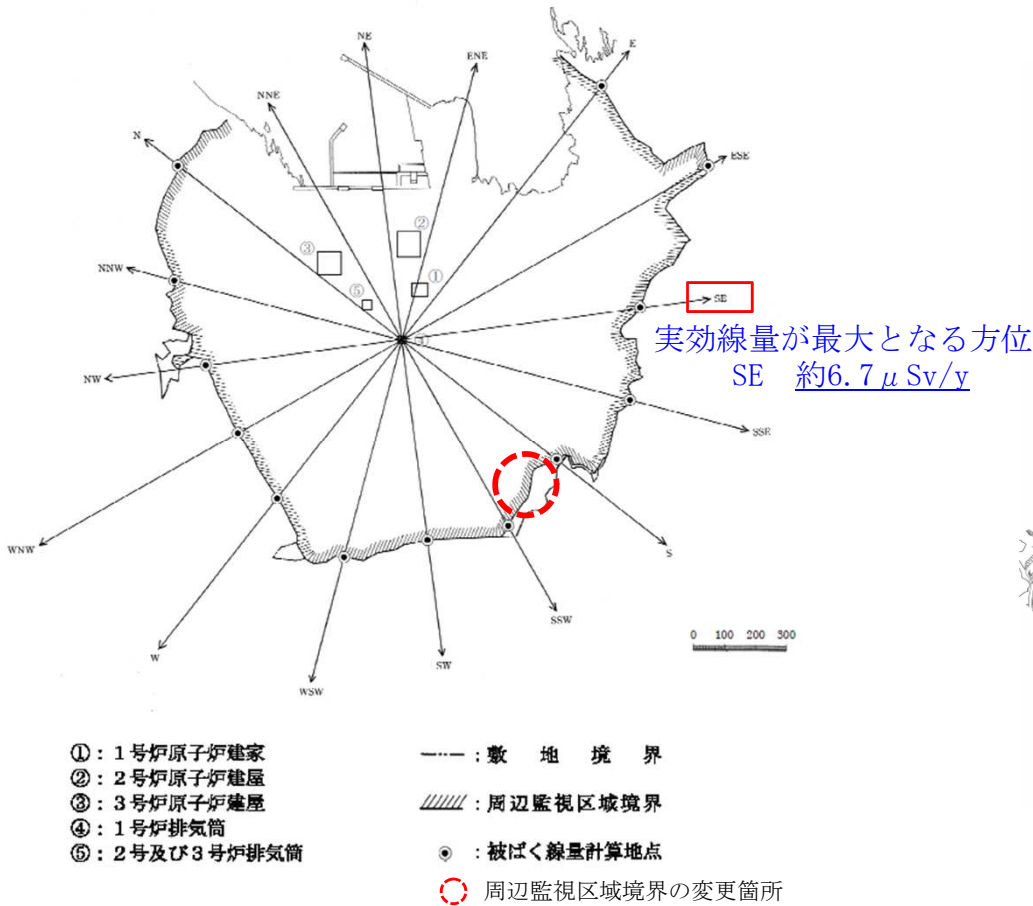 NE
ENE
E
NNE
N
ESE
②
③
①
NNW
⑤
SE
④
実効線量が最大となる方位
SE 約6.7μSv/y
NW
SSE
WNW
S
SSW
0 100 200 300
W
SW
WSW
①：1号炉原子炉建家
②：2号炉原子炉建屋
③：3号炉原子炉建屋
④：1号炉排気筒
⑤：2号及び3号炉排気筒
：敷地境界
：周辺監視区域境界
：被ばく線量計算地点
周辺監視区域境界の変更箇所